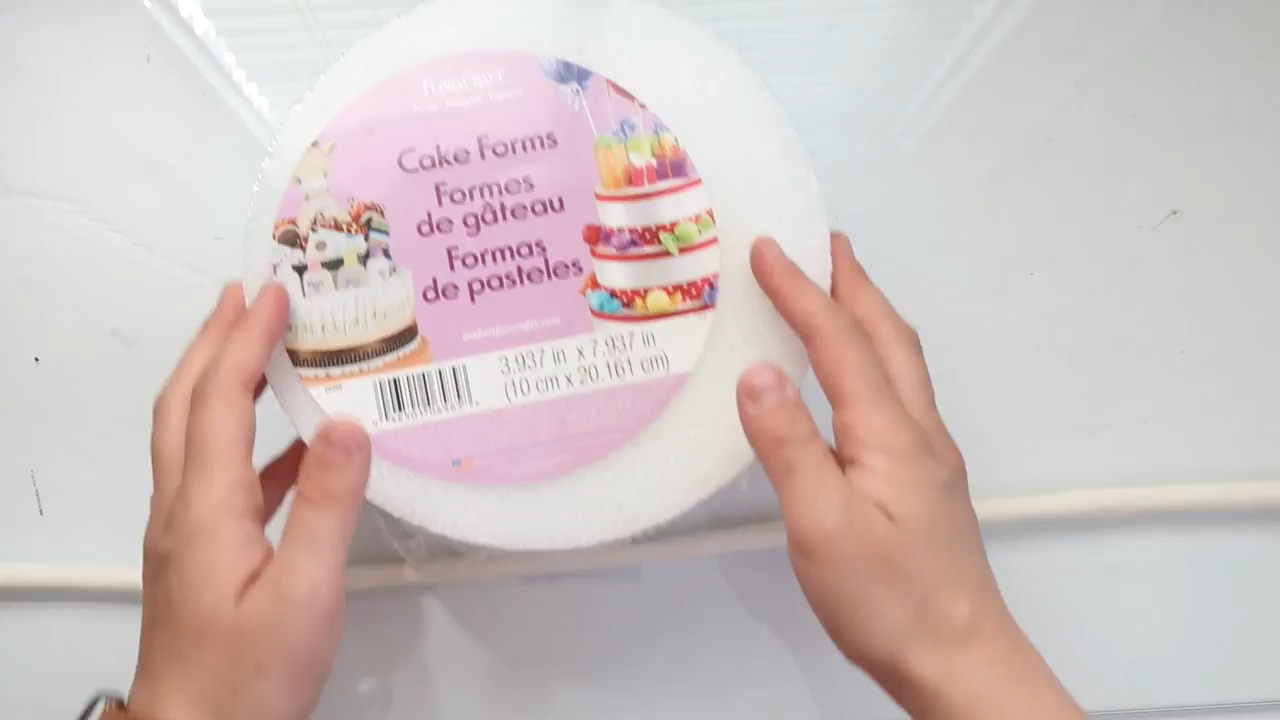 FLORACRAFT
Cake Forms
Formes
de gâteau
Formas
de pasteles
3.937 in x 7.937 in
(10 cm x 20.161 cm)